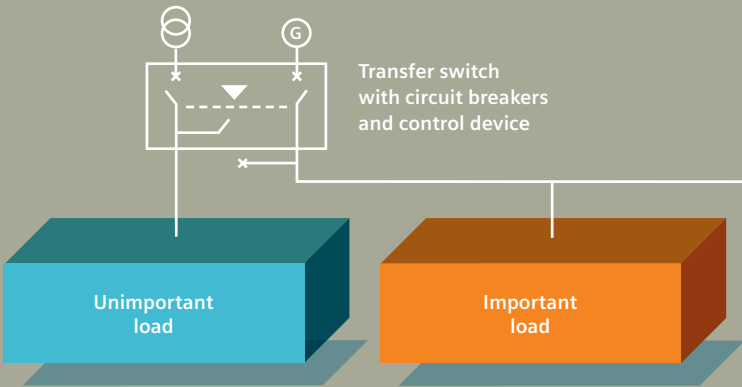 G
Transfer switch
with circuit breakers
and control device
Unimportant
load
Important
load